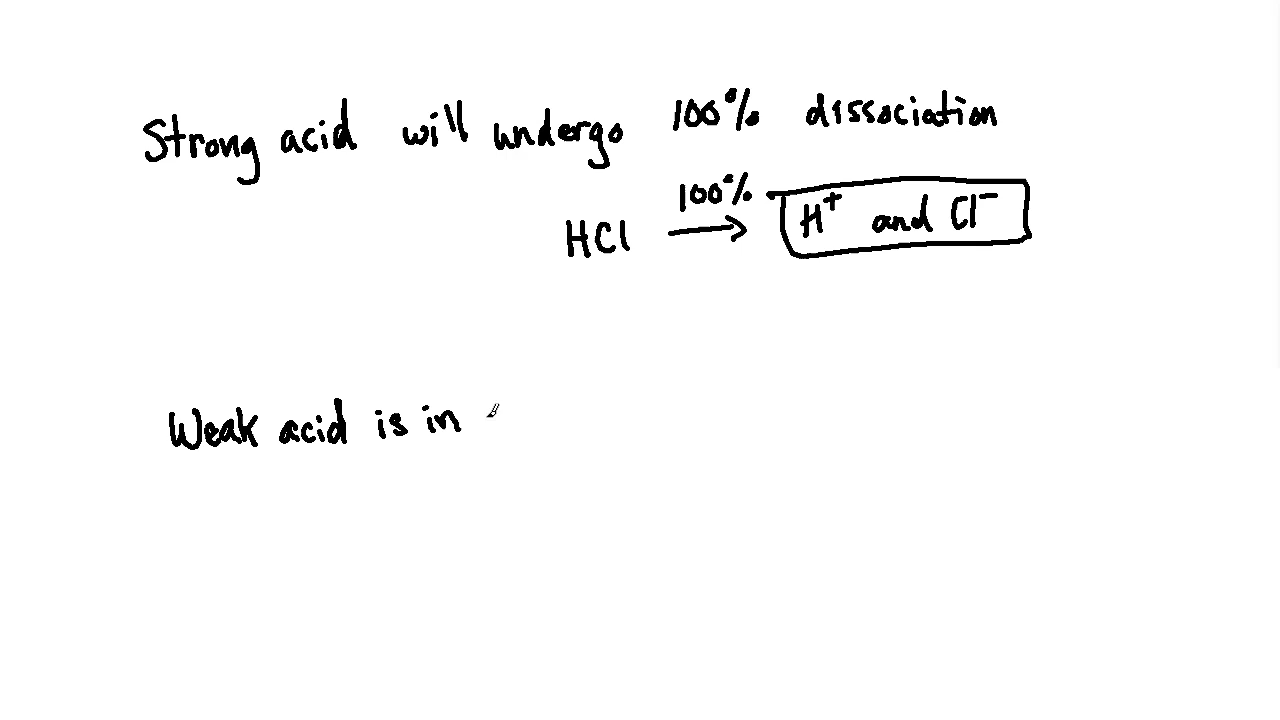 Strong acid will undergo 100% dissociation
100%
HCl → H⁺ and Cl⁻
Weak acid is in